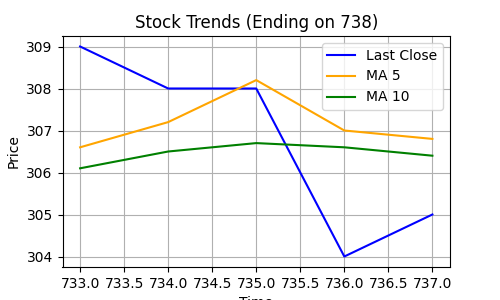 Stock Trends (Ending on 738)
Last Close
MA 5
MA 10
Price
309
308
307
306
305
304
733.0 733.5 734.0 734.5 735.0 735.5 736.0 736.5 737.0
Time